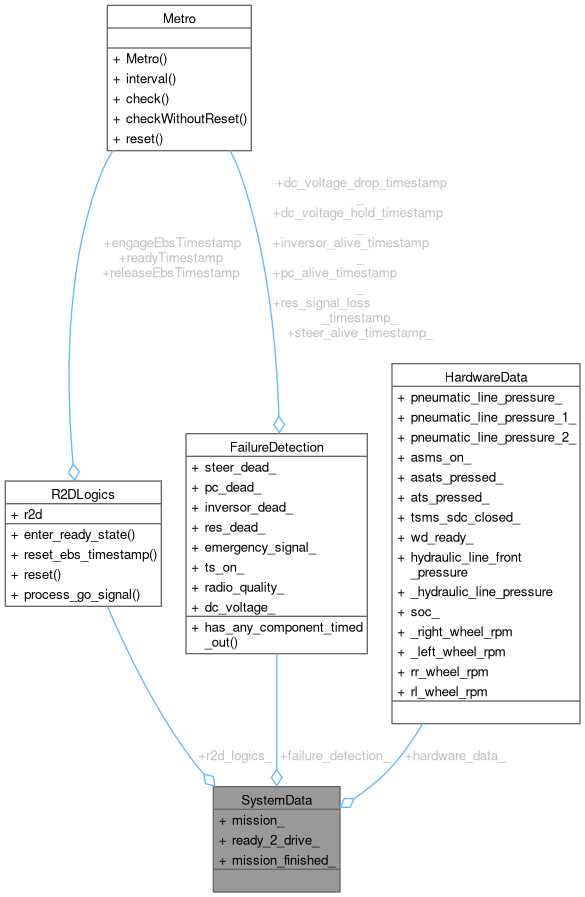 Metro
+ Metro()
+ interval()
+ check()
+ checkWithoutReset()
+ reset()
+engageEbsTimestamp
+readyTimestamp
+releaseEbsTimestamp
+dc_voltage_drop_timestamp
_
+dc_voltage_hold_timestamp
_
+inversor_alive_timestamp
_
+pc_alive_timestamp
_
+res_signal_loss
_timestamp_
+steer_alive_timestamp_
HardwareData
+ pneumatic_line_pressure_
+ pneumatic_line_pressure_1_
+ pneumatic_line_pressure_2_
+ asms_on_
+ asats_pressed_
+ ats_pressed_
+ tsms_sdc_closed_
+ wd_ready_
+ hydraulic_line_front
_pressure
+ _hydraulic_line_pressure
+ soc_
+ _right_wheel_rpm
+ _left_wheel_rpm
+ rr_wheel_rpm
+ rl_wheel_rpm
FailureDetection
+ steer_dead_
+ pc_dead_
+ inversor_dead_
+ res_dead_
+ emergency_signal_
+ ts_on_
+ radio_quality_
+ dc_voltage_
+ has_any_component_timed
_out()
R2DLogics
+ r2d
+ enter_ready_state()
+ reset_ebs_timestamp()
+ reset()
+ process_go_signal()
+r2d_logics_
+failure_detection_
+hardware_data_
SystemData
+ mission_
+ ready_2_drive_
+ mission_finished_